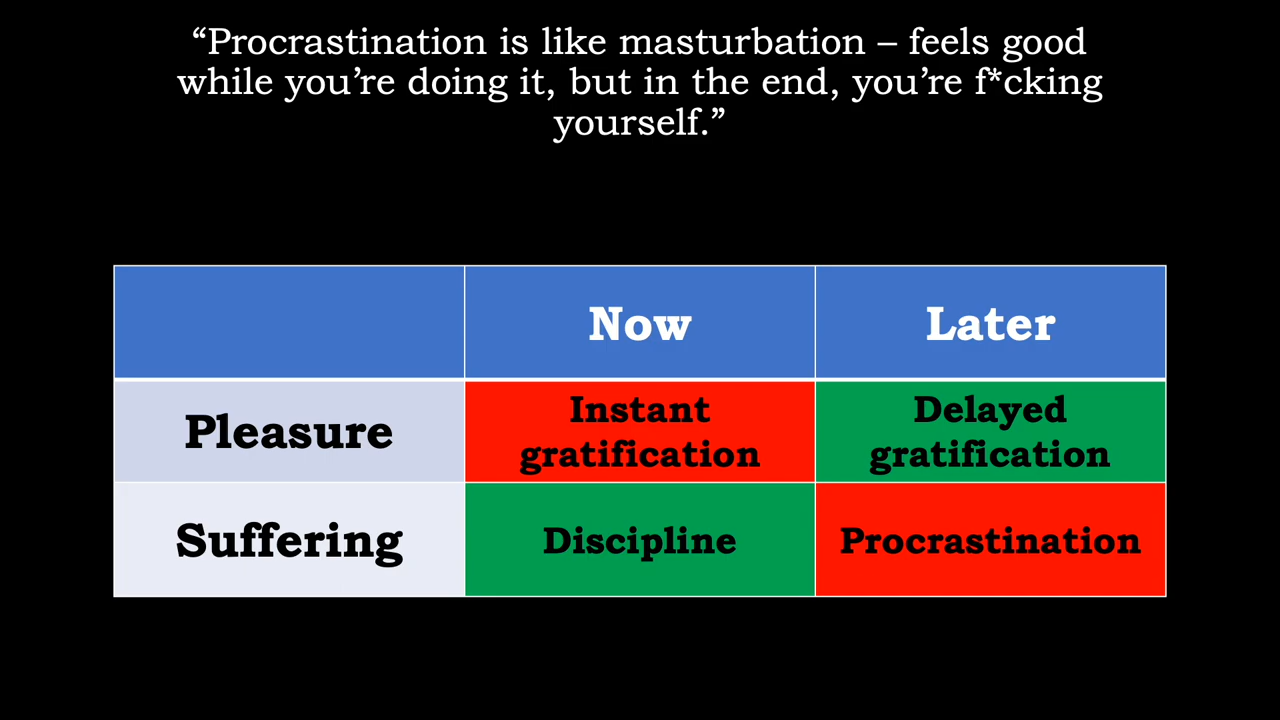 “Procrastination is like masturbation – feels good
while you’re doing it, but in the end, you’re f*cking
yourself.”
Now
Later
Pleasure
Instant
gratification
Delayed
gratification
Suffering
Discipline
Procrastination